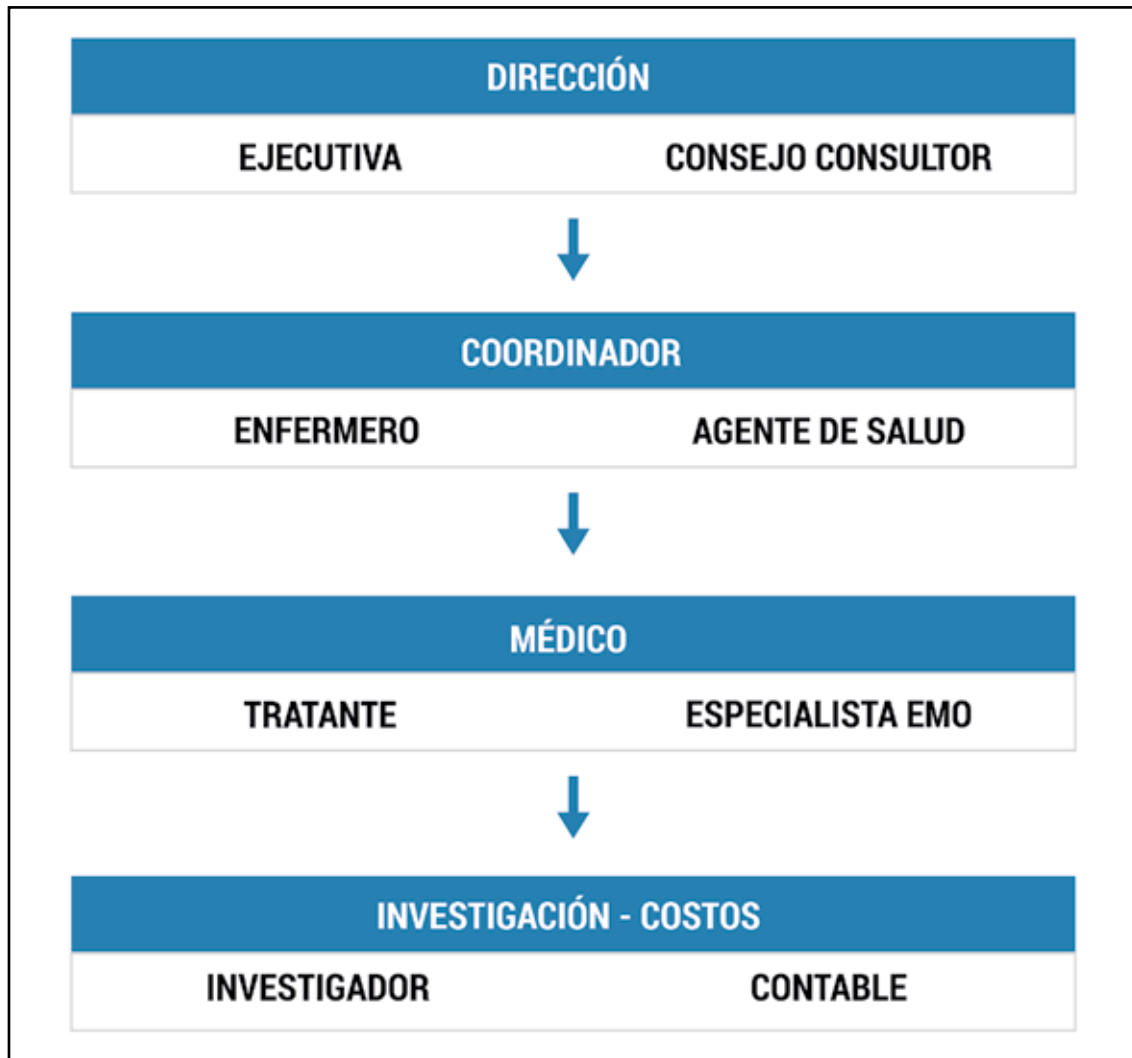 DIRECCIÓN
EJECUTIVA CONSEJO CONSULTOR
COORDINADOR
ENFERMERO AGENTE DE SALUD
MÉDICO
TRATANTE ESPECIALISTA EMO
INVESTIGACIÓN - COSTOS
INVESTIGADOR CONTABLE